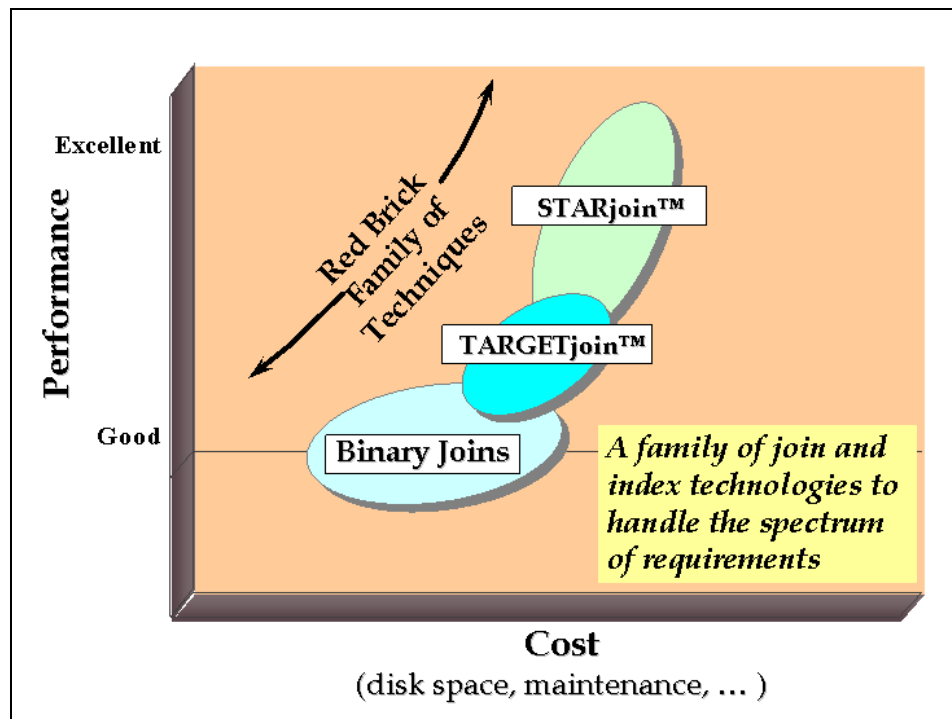 Excellent
Performance
Good
Red Brick
Family of
Techniques
STARjoin™
TARGETjoin™
Binary Joins
A family of join and
index technologies to
handle the spectrum
of requirements
Cost
(disk space, maintenance, … )